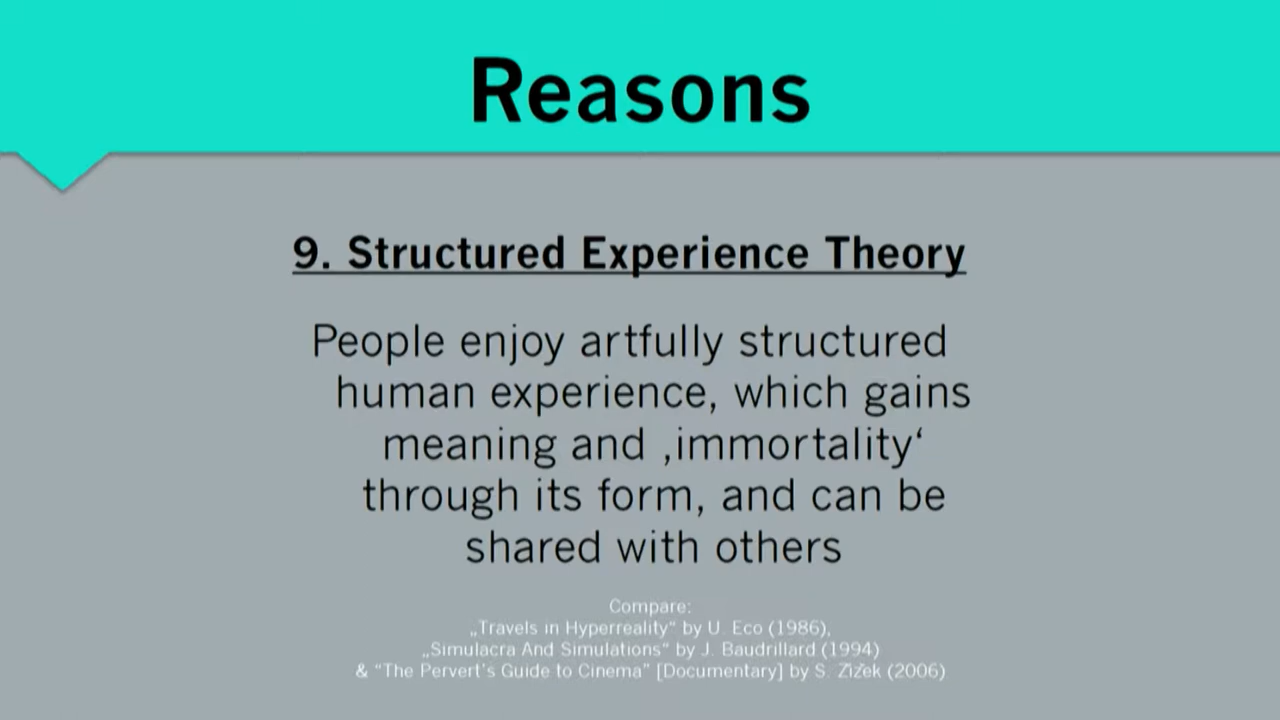 Reasons
9. Structured Experience Theory
People enjoy artfully structured
human experience, which gains
meaning and ‚immortality‘
through its form, and can be
shared with others
Compare:
„Travels in Hyperreality“ by U. Eco (1986),
„Simulacra And Simulations“ by J. Baudrillard (1994)
& “The Pervert’s Guide to Cinema” [Documentary] by S. Žižek (2006)